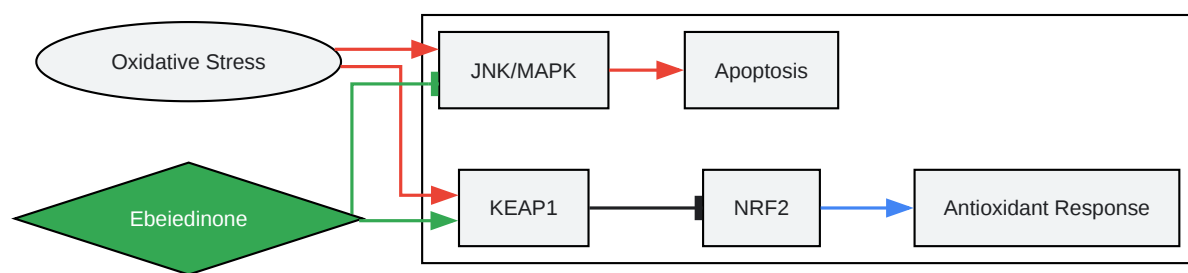 Oxidative Stress
JNK/MAPK
Apoptosis
Ebeiedinone
KEAP1
NRF2
Antioxidant Response